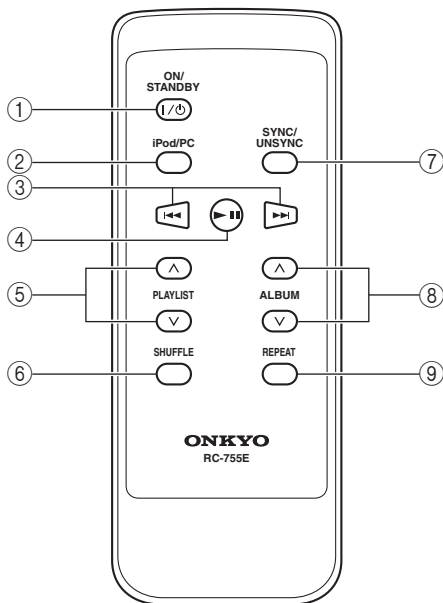 ON/
STANDBY
①
iPod/PC
SYNC/
UNSYNC
②
⑦
③
④
⑤
PLAYLIST
ALBUM
⑧
SHUFFLE
REPEAT
⑥
⑨
ONKYO
RC-755E